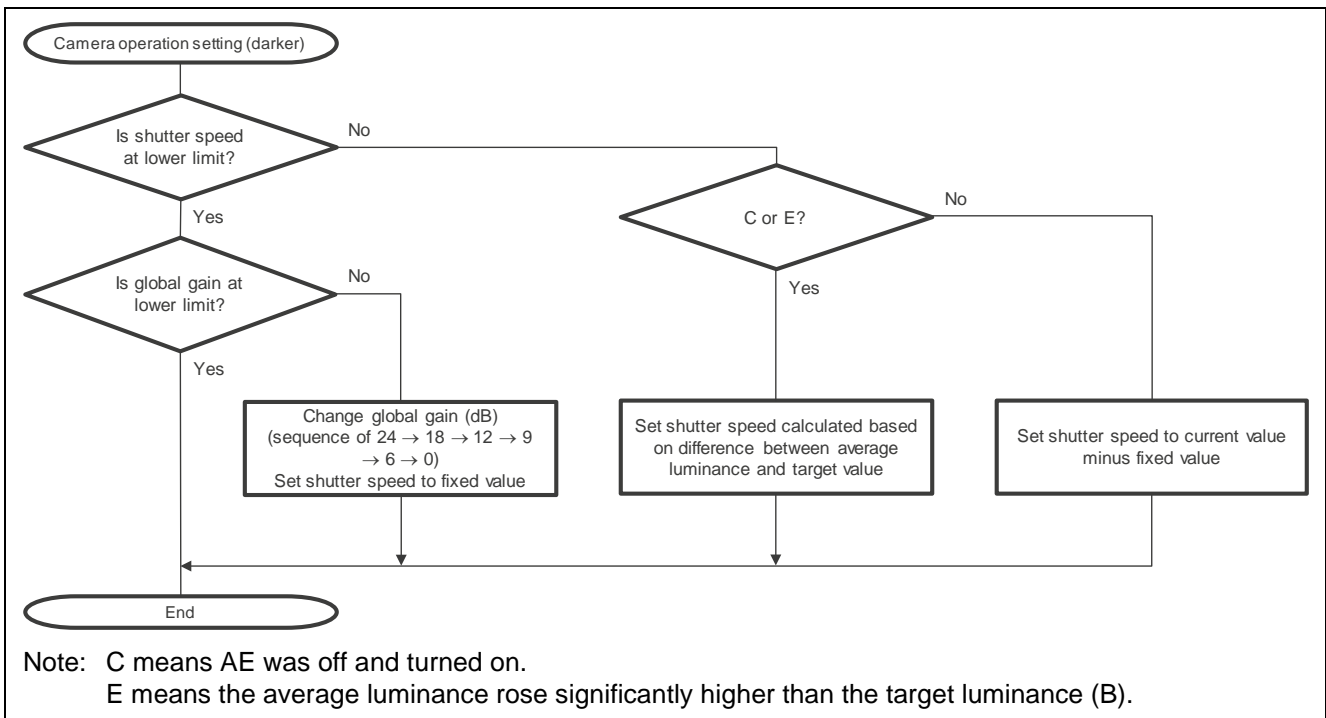 Camera operation setting (darker)
Is shutter speed
at lower limit?
No
Yes
C or E?
No
Yes
Is global gain at
lower limit?
No
Yes
Change global gain (dB)
(sequence of 24 → 18 → 12 → 9
→ 6 → 0)
Set shutter speed to fixed value
Set shutter speed calculated based
on difference between average
luminance and target value
Set shutter speed to current value
minus fixed value
End
Note: C means AE was off and turned on.
E means the average luminance rose significantly higher than the target luminance (B).